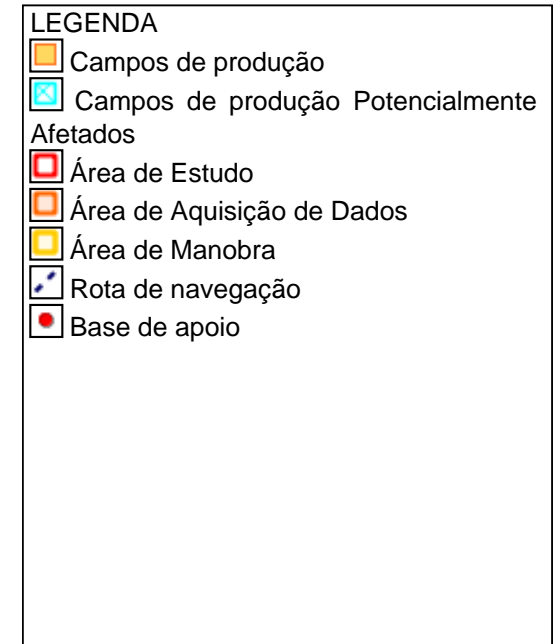 LEGENDA
Campos de produção
Campos de produção Potencialmente
Afetados
Área de Estudo
Área de Aquisição de Dados
Área de Manobra
Rota de navegação
Base de apoio